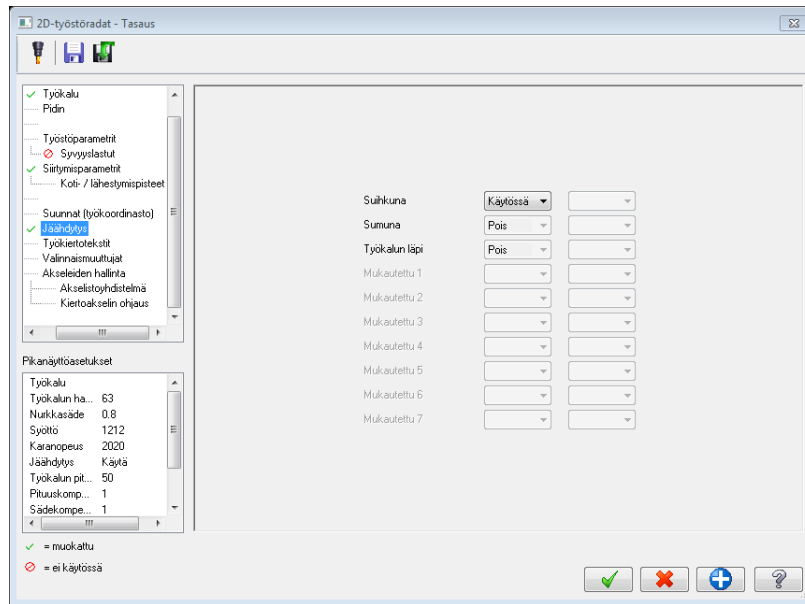 2D-työstöradat - Tasaus
Työkalu
Pidin
Työstöparametrit
Syvyyslastut
Siirtymisparametrit
Koti- / lähestymispisteet
Suunnat (työkoordinasto)
Jäähdytys
Työkiertotekstit
Valinnaismuuttujat
Akseleiden hallinta
Akselistoyhdistelmä
Kiertoakselin ohjaus
Pikanäyttöasetukset
Työkalu
Työkalun ha... 63
Nurkkasäde 0.8
Syöttö 1212
Karanopeus 2020
Jäähdytys Käytä
Työkalun pit... 50
Pituuskomp... 1
Sädekompe... 1
= muokattu
= ei käytössä
Suihkuna Käytössä
Sumuna Pois
Työkalun läpi Pois
Mukautettu 1
Mukautettu 2
Mukautettu 3
Mukautettu 4
Mukautettu 5
Mukautettu 6
Mukautettu 7